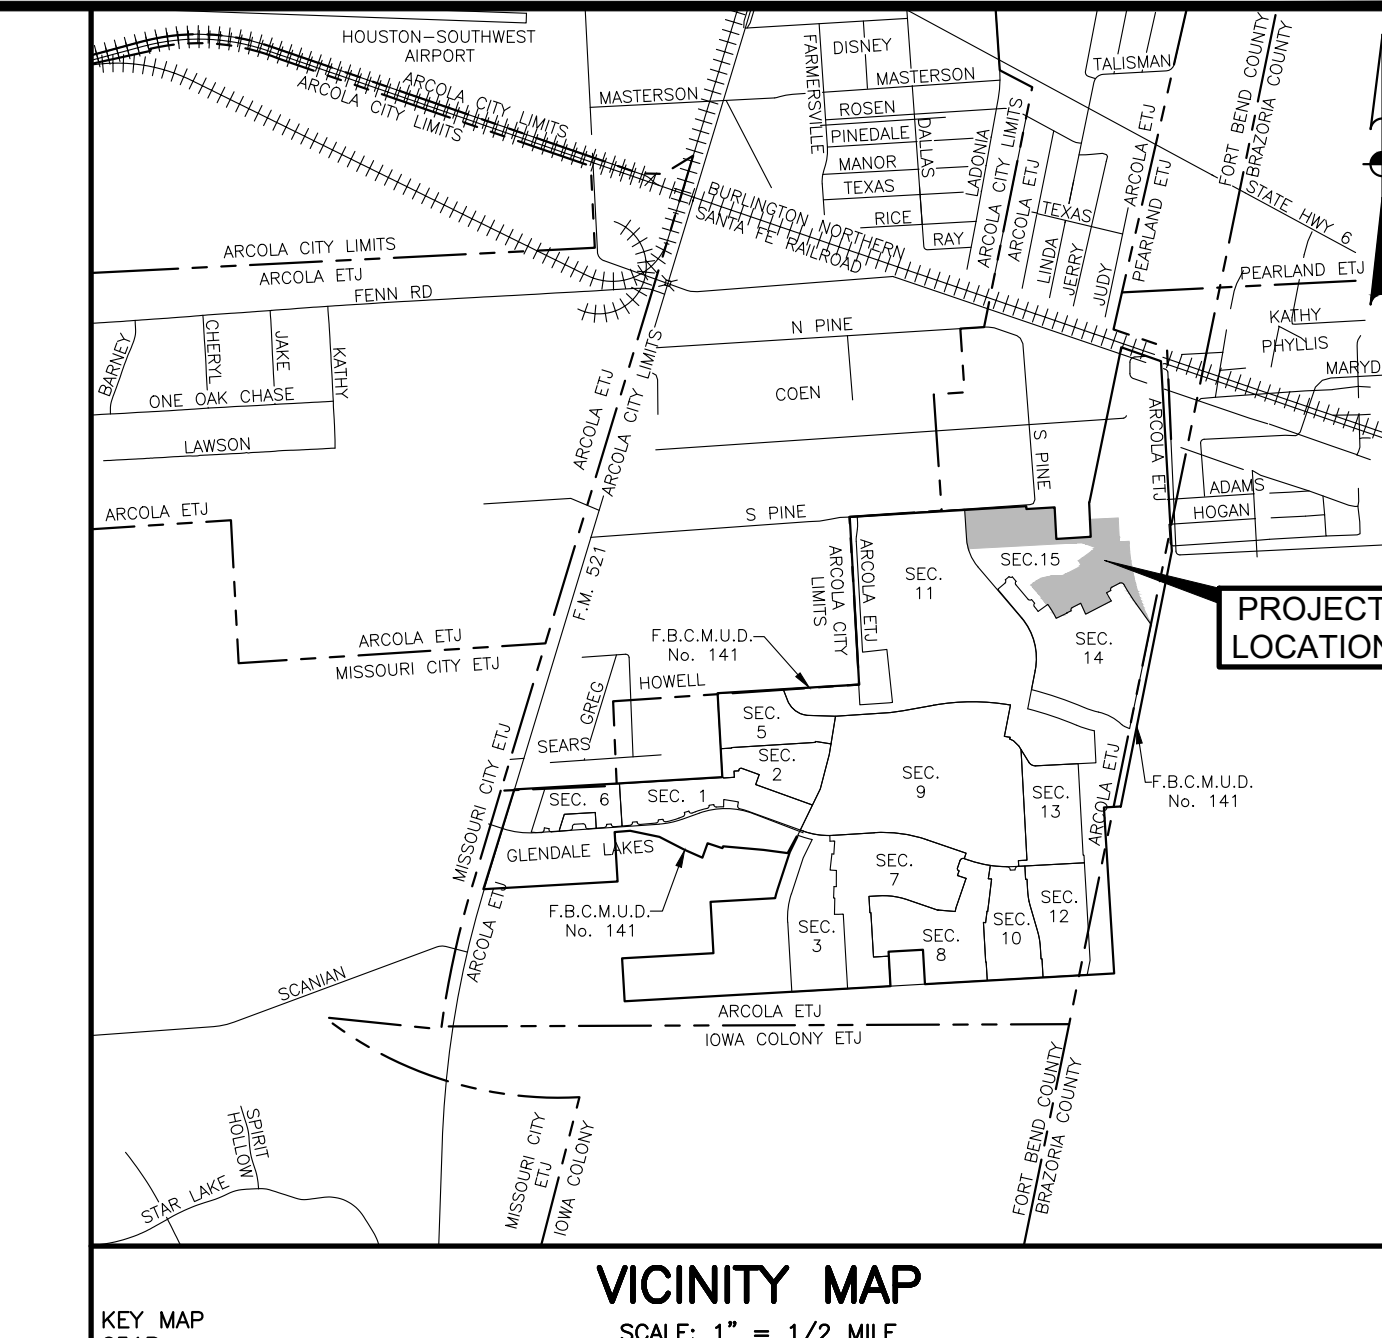 HOUSTON-SOUTHWEST
AIRPORT
ARCOLA CITY LIMITS
ARCOLA CITY LIMITS
MASTERSON
FARMERSVILLE
DISNEY
MASTERSON
ROSEN
PINEDALE
MANOR
TEXAS
RICE
RAY
DALLAS
LADONIA
ARCOLA CITY LIMITS
ARCOLA ETJ
TALISMAN
TEXAS
LINDA
JERRY
JUDY
ARCOLA ETJ
PEARLAND ETJ
FORT BEND COUNTY
BRAZORIA COUNTY
STATE HWY 6
PEARLAND ETJ
KATHY
PHYLLIS
BURLINGTON NORTHERN
SANTA FE RAILROAD
ARCOLA CITY LIMITS
ARCOLA ETJ
FENN RD
BARNEY
CHERYL
JAKE
KATHY
ONE OAK CHASE
LAWSON
N PINE
COEN
S PINE
S PINE
ARCOLA ETJ
ARCOLA CITY LIMITS
ARCOLA ETJ
ADAMS
HOGAN
ARCOLA ETJ
F.M. 521
ARCOLA CITY
LIMITS
ARCOLA ETJ
SEC.
11
SEC.15
SEC.
14
PROJECT
LOCATION
ARCOLA ETJ
MISSOURI CITY ETJ
F.B.C.M.U.D.
No. 141
HOWELL
GREG
SEARS
SEC.
5
SEC.
2
SEC. 1
SEC. 6
SEC.
9
SEC.
13
ARCOLA ETJ
F.B.C.M.U.D.
No. 141
MISSOURI CITY ETJ
GLENDALE LAKES
SEC.
7
F.B.C.M.U.D.
No. 141
ARCOLA ETJ
SEC.
3
SEC.
8
SEC.
10
SEC.
12
SCANIAN
ARCOLA ETJ
IOWA COLONY ETJ
SPIRIT
HOLLOW
STAR LAKE
MISSOURI CITY
ETJ
IOWA COLONY
FORT BEND COUNTY
BRAZORIA COUNTY
VICINITY MAP
SCALE: 1" = 1/2 MILE
KEY MAP